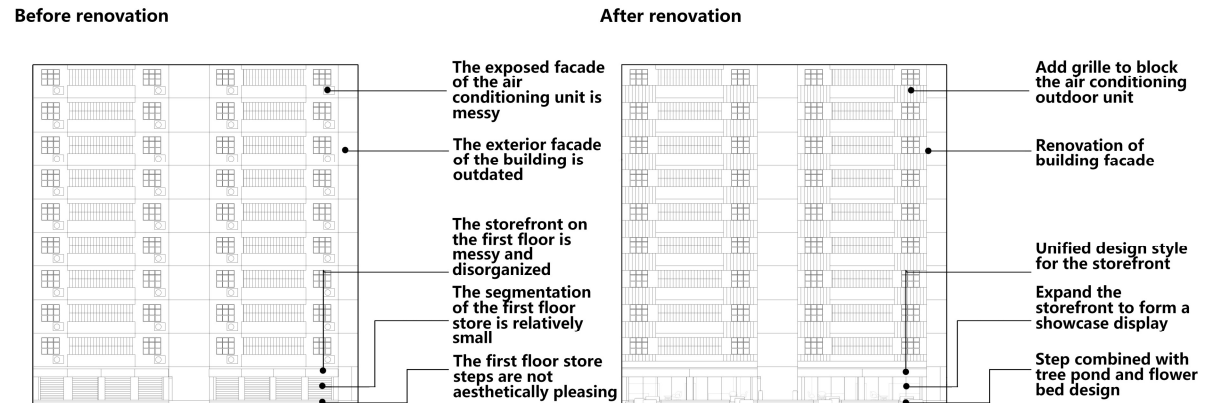 Before renovation
The exposed facade
of the air
conditioning unit is
messy
The exterior facade
of the building is
outdated
The storefront on
the first floor is
messy and
disorganized
The segmentation
of the first floor
store is relatively
small
The first floor store
steps are not
aesthetically pleasing
After renovation
Add grille to block
the air conditioning
outdoor unit
Renovation of
building facade
Unified design style
for the storefront
Expand the
storefront to form a
showcase display
Step combined with
tree pond and flower
bed design